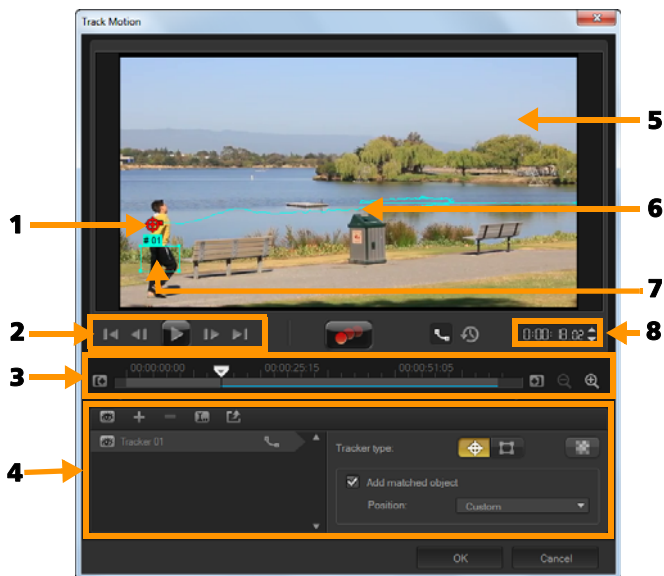 Track Motion
5
1
# 01
6
7
2
0:00:18.02
8
3
00:00:00:00
00:00:25:15
00:00:51:05
4
Tracker 01
Tracker type:
Add matched object
Position:
Custom
OK
Cancel